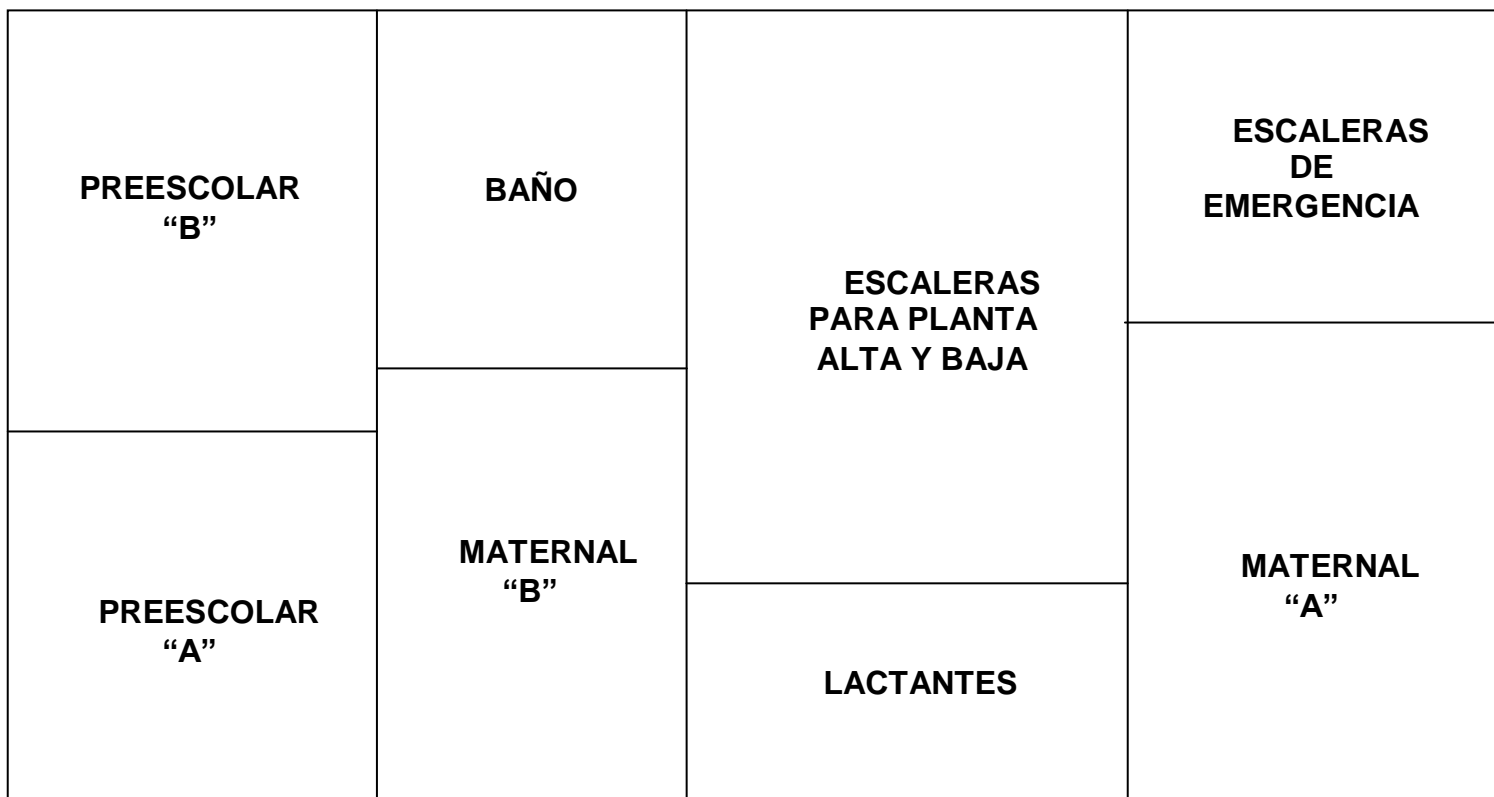 PREESCOLAR
“B”
BAÑO
ESCALERAS
PARA PLANTA
ALTA Y BAJA
ESCALERAS
DE
EMERGENCIA
PREESCOLAR
“A”
MATERNAL
“B”
LACTANTES
MATERNAL
“A”